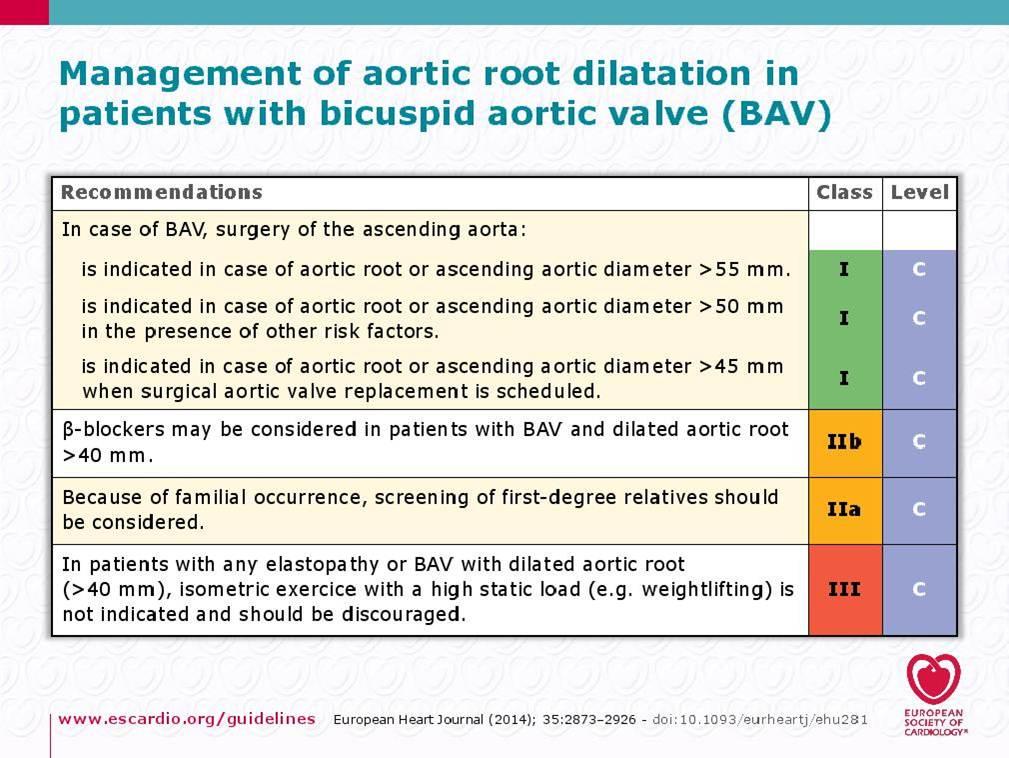 Management of aortic root dilatation in
patients with bicuspid aortic valve (BAV)
Recommendations Class Level
In case of BAV, surgery of the ascending aorta:
is indicated in case of aortic root or ascending aortic diameter >55 mm. I C
is indicated in case of aortic root or ascending aortic diameter >50 mm
in the presence of other risk factors. I C
is indicated in case of aortic root or ascending aortic diameter >45 mm
when surgical aortic valve replacement is scheduled. I C
β-blockers may be considered in patients with BAV and dilated aortic root
>40 mm. IIb C
Because of familial occurrence, screening of first-degree relatives should
be considered. IIa C
In patients with any elastopathy or BAV with dilated aortic root
(>40 mm), isometric exercice with a high static load (e.g. weightlifting) is
not indicated and should be discouraged. III C
www.escardio.org/guidelines European Heart Journal (2014); 35:2873–2926 - doi:10.1093/eurheartj/ehu281
EUROPEAN
SOCIETY OF
CARDIOLOGY®